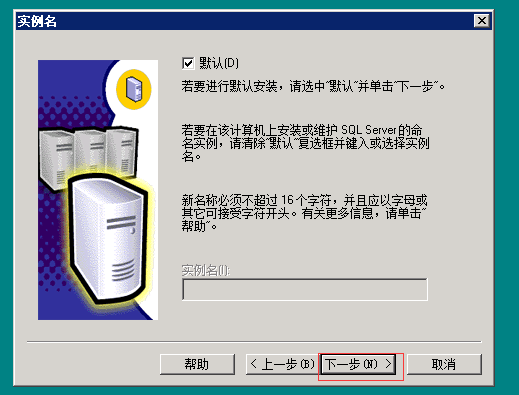 实例名
默认(D)
若要进行默认安装，请选中"默认"并单击"下一步"。
若要在该计算机上安装或维护 SQL Server 的命
名实例，请清除"默认"复选框并键入或选择实例
名。
新名称必须不超过 16 个字符，并且应以字母或
其它可接受字符开头。有关更多信息，请单击"
帮助"。
实例名(I):
帮助
< 上一步(B)
下一步(N) >
取消